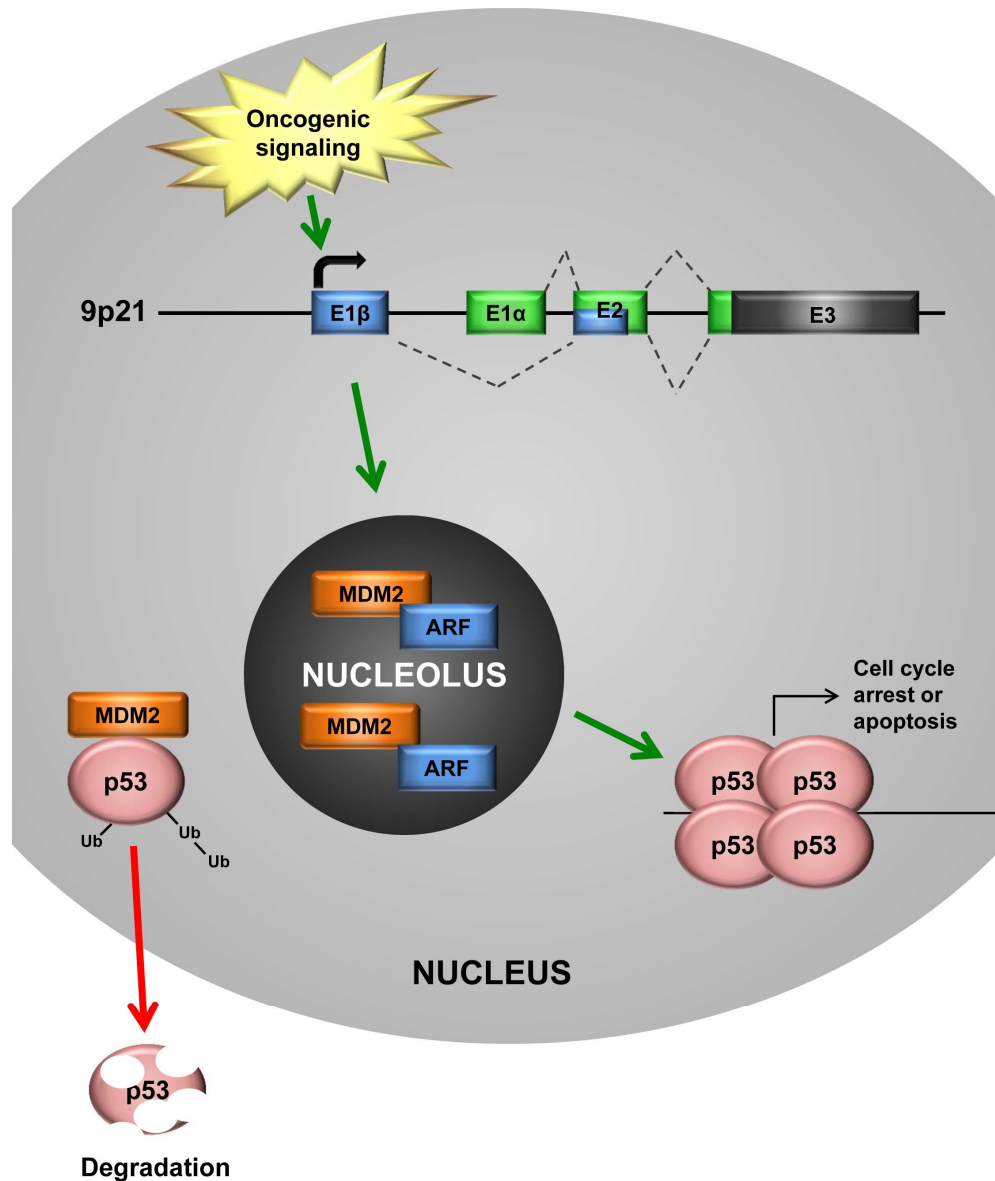 Oncogenic
signaling
9p21
E1β
E1α
E2
E3
MDM2
ARF
NUCLEOLUS
MDM2
ARF
MDM2
p53
Ub
Ub
Ub
Cell cycle
arrest or
apoptosis
p53
p53
p53
p53
NUCLEUS
p53
Degradation